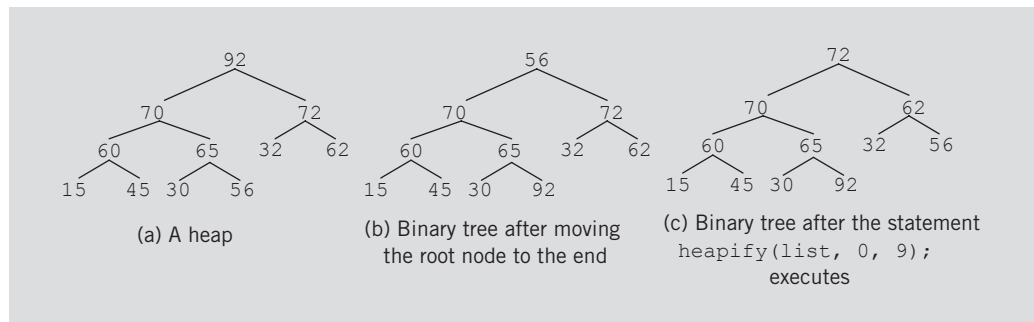 92
70 72
60 65 32 62
15 45 30 56
(a) A heap
56
70 72
60 65 32 62
15 45 30 92
(b) Binary tree after moving
the root node to the end
72
70 62
60 65 32 56
15 45 30 92
(c) Binary tree after the statement
heapify(list, 0, 9);
executes